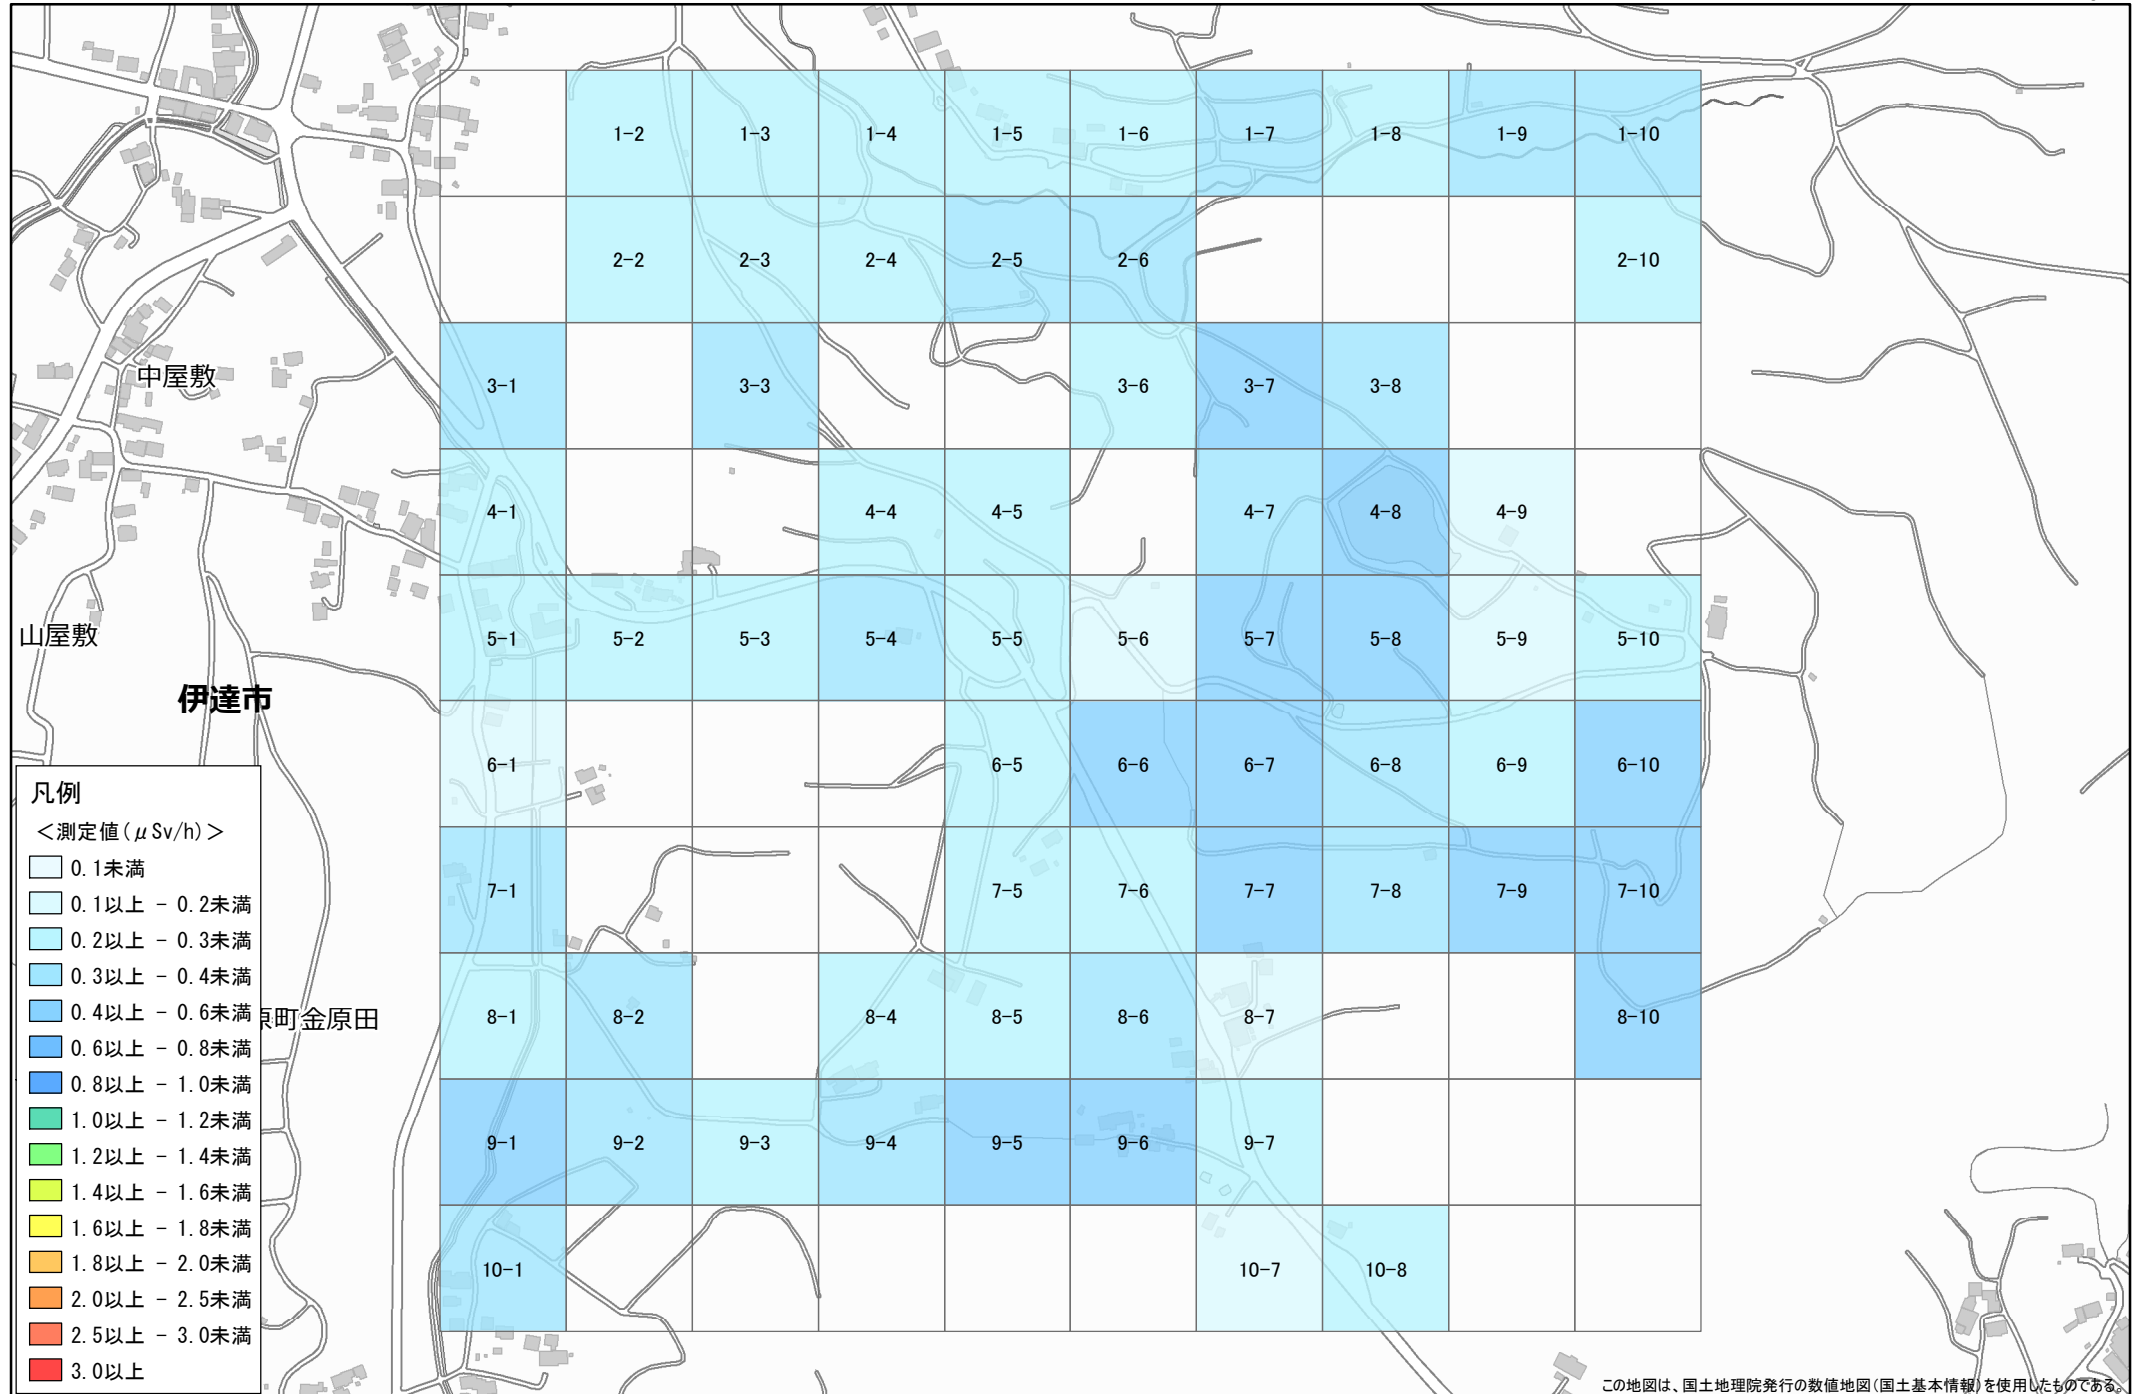 1-2 1-3 1-4 1-5 1-6 1-7 1-8 1-9 1-10
2-2 2-3 2-4 2-5 2-6 2-10
中屋敷
3-1 3-3 3-6 3-7 3-8
4-1 4-4 4-5 4-7 4-8 4-9
山屋敷
5-1 5-2 5-3 5-4 5-5 5-6 5-7 5-8 5-9 5-10
伊達市
6-1 6-5 6-6 6-7 6-8 6-9 6-10
7-1 7-5 7-6 7-7 7-8 7-9 7-10
原町金原田
8-1 8-2 8-4 8-5 8-6 8-7 8-10
9-1 9-2 9-3 9-4 9-5 9-6 9-7
10-1 10-7 10-8
凡例
＜測定値(μSv/h)＞
0.1未満
0.1以上 - 0.2未満
0.2以上 - 0.3未満
0.3以上 - 0.4未満
0.4以上 - 0.6未満
0.6以上 - 0.8未満
0.8以上 - 1.0未満
1.0以上 - 1.2未満
1.2以上 - 1.4未満
1.4以上 - 1.6未満
1.6以上 - 1.8未満
1.8以上 - 2.0未満
2.0以上 - 2.5未満
2.5以上 - 3.0未満
3.0以上
この地図は、国土地理院発行の数値地図(国土基本情報)を使用したものである。